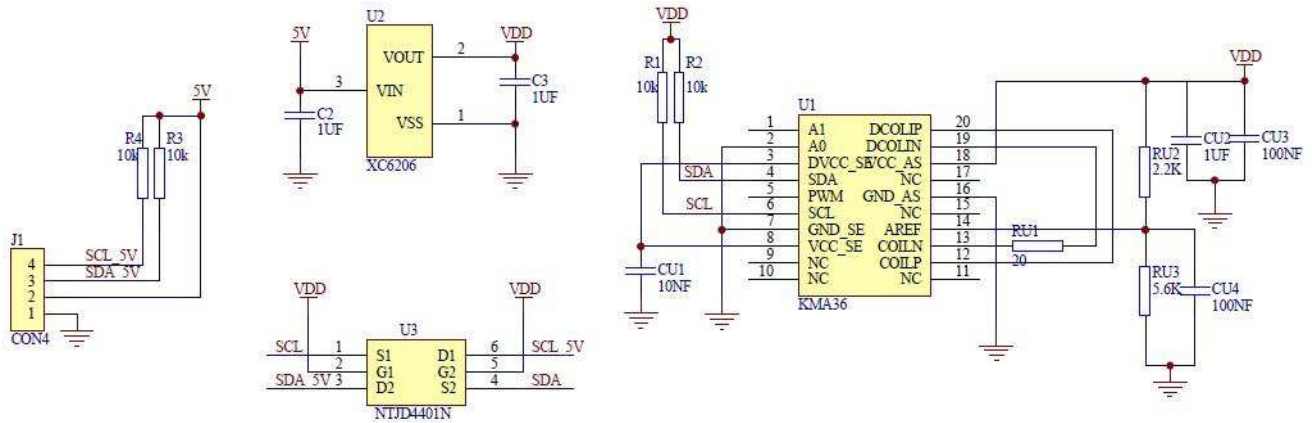 5V
R4
10k
R3
10k
J1
4
3
2
1
SCL_5V
SDA_5V
CON4
5V
C2
1UF
U2
3
VIN
VOUT
VSS
2
1
XC6206
VDD
C3
1UF
VDD
VDD
U3
SCL
1
S1
D1
6
SCL_5V
2
G1
G2
5
SDA_5V
3
D2
S2
4
SDA
NTJD4401N
VDD
R1
10k
R2
10k
SDA
SCL
CU1
10NF
U1
1
A1
DCOLIP
20
2
A0
DCOLIN
19
3
DVCC_SE
VCC_AS
18
4
SDA
NC
17
5
PWM
GND_AS
16
6
SCL
NC
15
7
GND_SE
AREF
14
8
VCC_SE
COILN
13
9
NC
COILP
12
10
NC
NC
11
KMA36
RU1
20
VDD
RU2
2.2K
CU2
1UF
CU3
100NF
RU3
5.6K
CU4
100NF